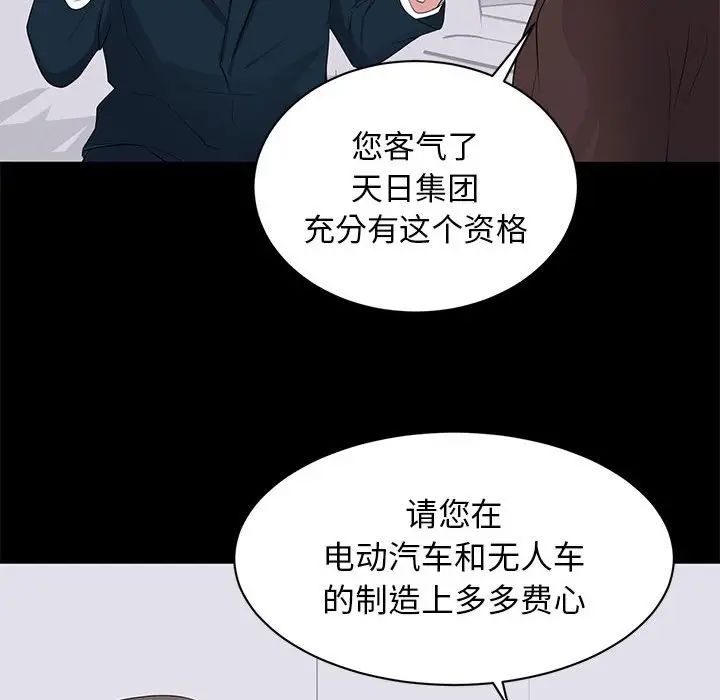 您客气了
天日集团
充分有这个资格
请您在
电动汽车和无人车
的制造上多多费心